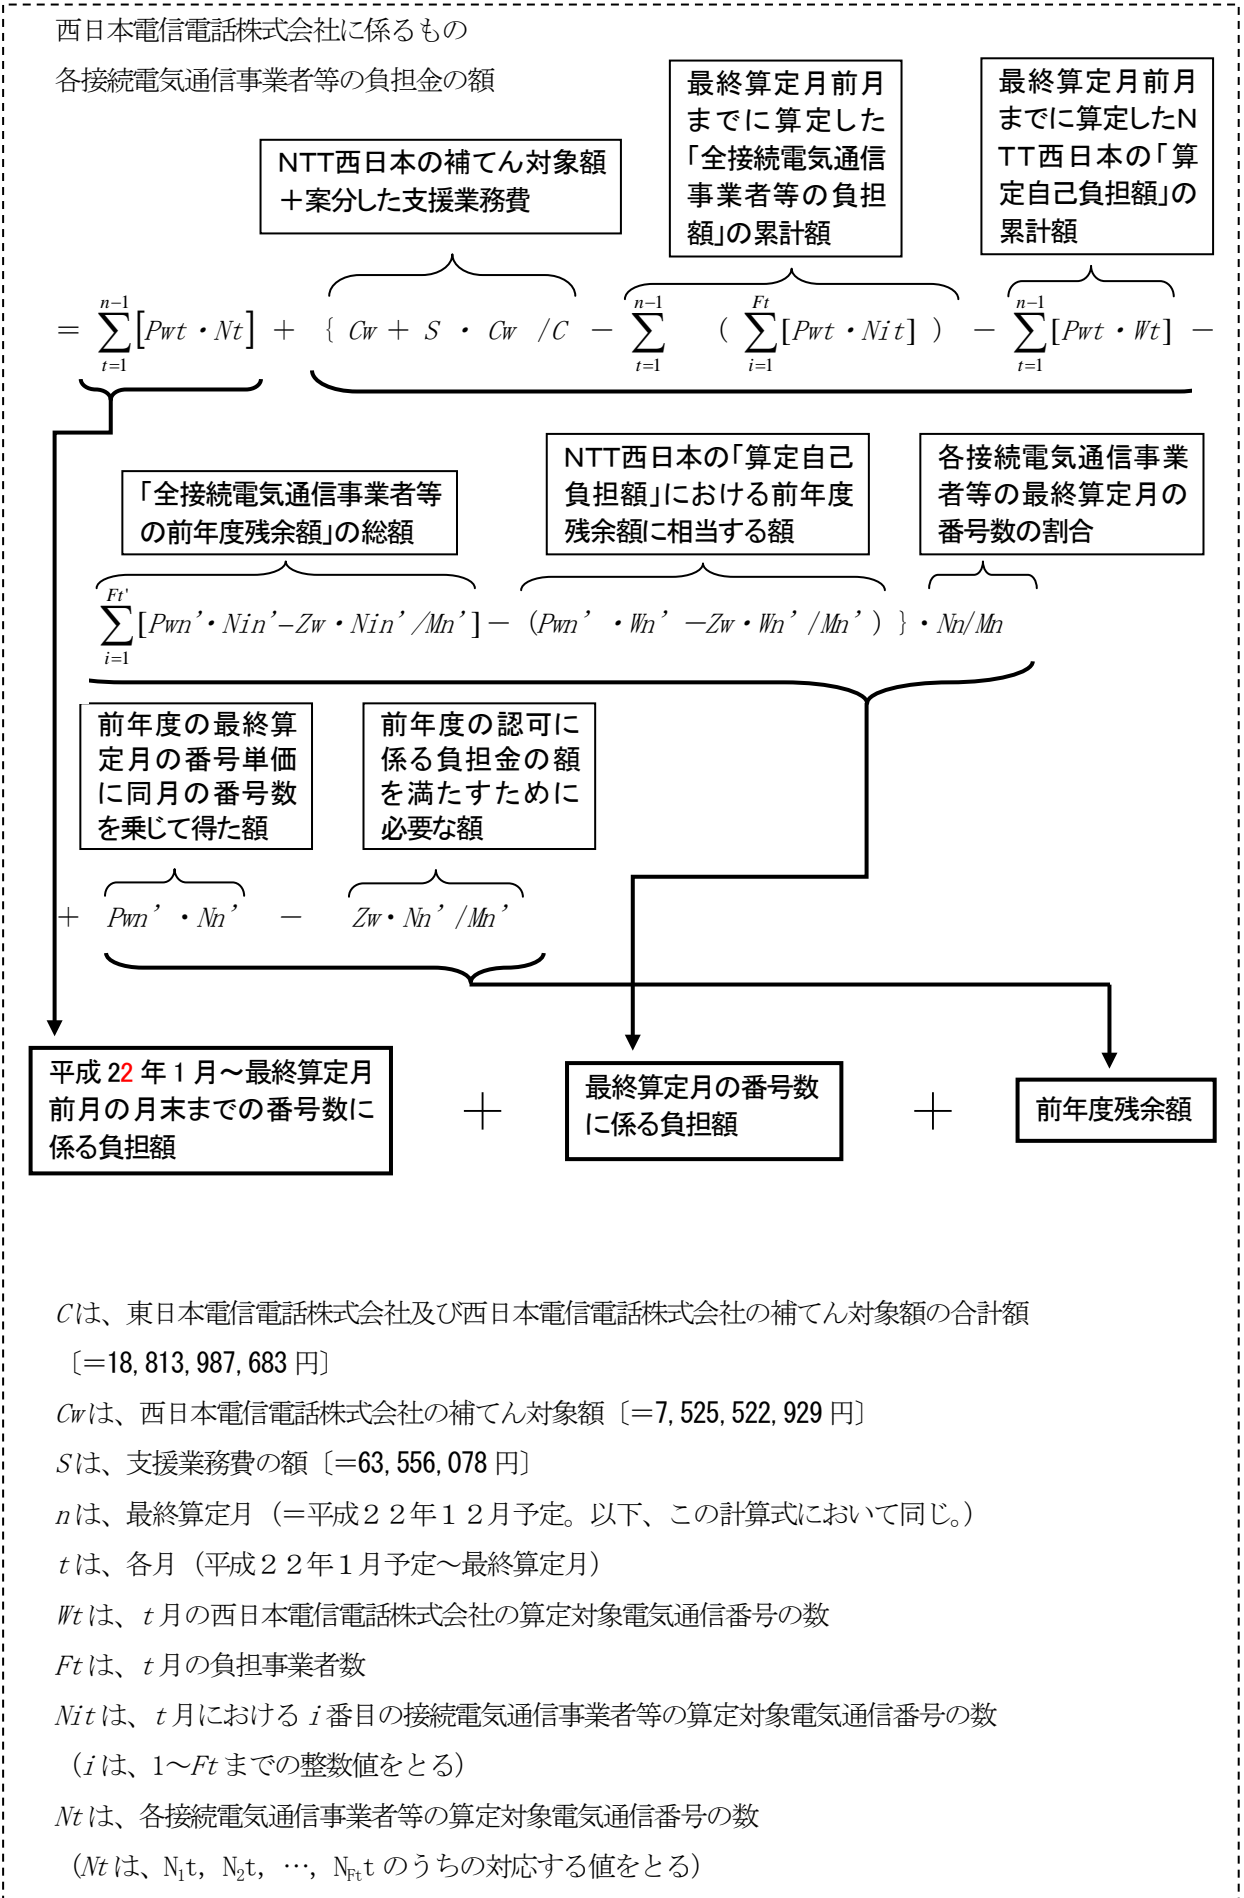 西日本電信電話株式会社に係るもの
各接続電気通信事業者等の負担金の額
NTT西日本の補てん対象額
＋案分した支援業務費
最終算定月前月
までに算定した
「全接続電気通信
事業者等の負担
額」の累計額
最終算定月前月
までに算定したN
TT西日本の「算
定自己負担額」の
累計額
= \sum_{t=1}^{n-1}[Pwt・Nt] + { Cw + S ・ Cw /C － \sum_{t=1}^{n-1} ( \sum_{i=1}^{Ft}[Pwt・Nit] ) － \sum_{t=1}^{n-1}[Pwt・Wt] －
「全接続電気通信事業者等
の前年度残余額」の総額
NTT西日本の「算定自己
負担額」における前年度
残余額に相当する額
各接続電気通信事業
者等の最終算定月の
番号数の割合
\sum_{i=1}^{Ft'}[Pwn’・Nin’－Zw・Nin’/Mn’]－ (Pwn’ ・Wn’ －Zw・Wn’/Mn’) }・Nn/Mn
前年度の最終算
定月の番号単価
に同月の番号数
を乗じて得た額
前年度の認可に
係る負担金の額
を満たすために
必要な額
＋ Pwn’ ・Nn’ － Zw・Nn’/Mn’
平成22年1月～最終算定月
前月の月末までの番号数に
係る負担額
＋
最終算定月の番号数
に係る負担額
＋
前年度残余額
Cは、東日本電信電話株式会社及び西日本電信電話株式会社の補てん対象額の合計額
〔＝18,813,987,683円〕
Cwは、西日本電信電話株式会社の補てん対象額〔＝7,525,522,929円〕
Sは、支援業務費の額〔＝63,556,078円〕
nは、最終算定月（＝平成２２年１２月予定。以下、この計算式において同じ。）
tは、各月（平成２２年１月予定～最終算定月）
Wtは、t月の西日本電信電話株式会社の算定対象電気通信番号の数
Ftは、t月の負担事業者数
Nitは、t月におけるi番目の接続電気通信事業者等の算定対象電気通信番号の数
（iは、1～Ftまでの整数値をとる）
Ntは、各接続電気通信事業者等の算定対象電気通信番号の数
（Ntは、N₁t, N₂t, …, N_{Ft}tのうちの対応する値をとる）